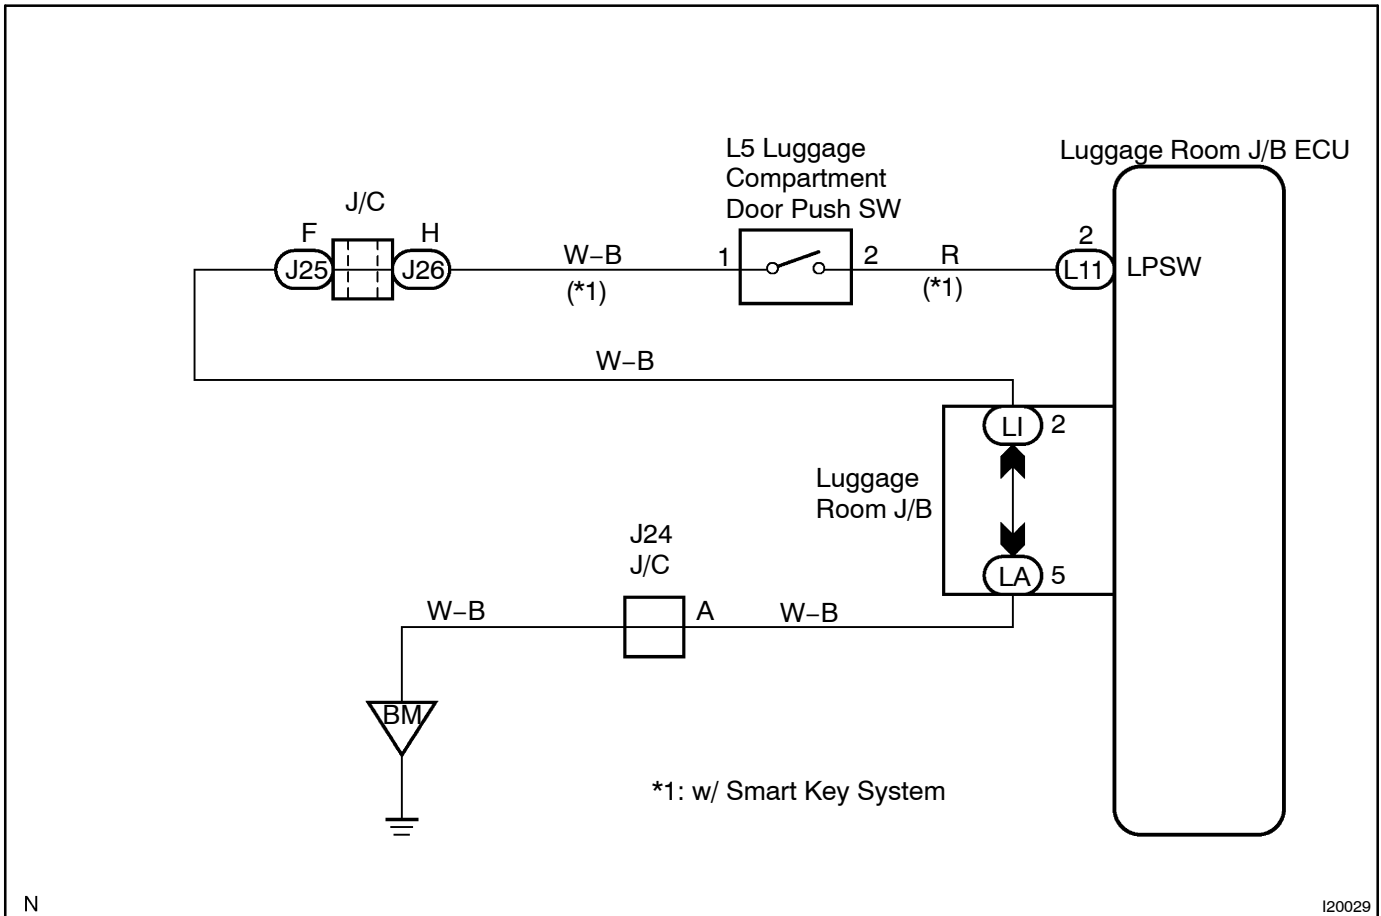 L5 Luggage
Compartment
Door Push SW
Luggage Room J/B ECU
J/C
F
H
J25
J26
W–B
(*1)
1
2
R
(*1)
2
L11
LPSW
W–B
LI
2
Luggage
Room J/B
LA
5
J24
J/C
W–B
A
W–B
BM
*1: w/ Smart Key System
N
I20029